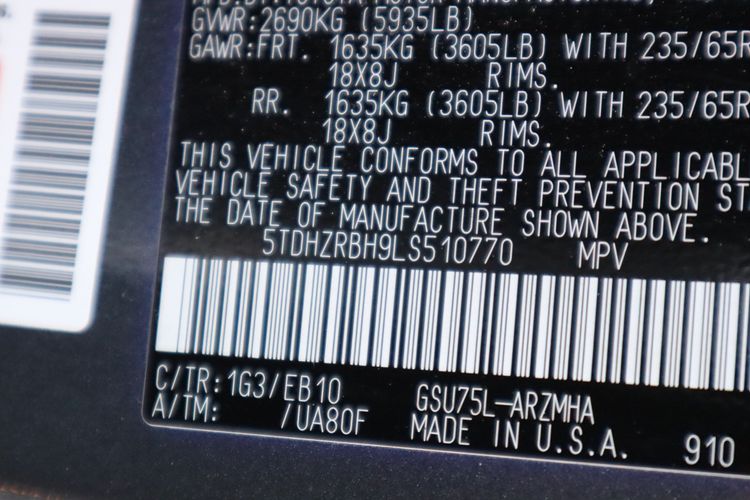 GVWR:2690KG (5935LB)
GAWR:FRT. 1635KG (3605LB) WITH 235/65R
18X8J RIMS.
RR. 1635KG (3605LB) WITH 235/65R
18X8J RIMS.
THIS VEHICLE CONFORMS TO ALL APPLICABL
VEHICLE SAFETY AND THEFT PREVENTION ST
THE DATE OF MANUFACTURE SHOWN ABOVE.
5TDHZRBH9LS510770 MPV
C/TR:1G3/EB10 GSU75L-ARZMHA
A/TM: /UA80F MADE IN U.S.A. 910